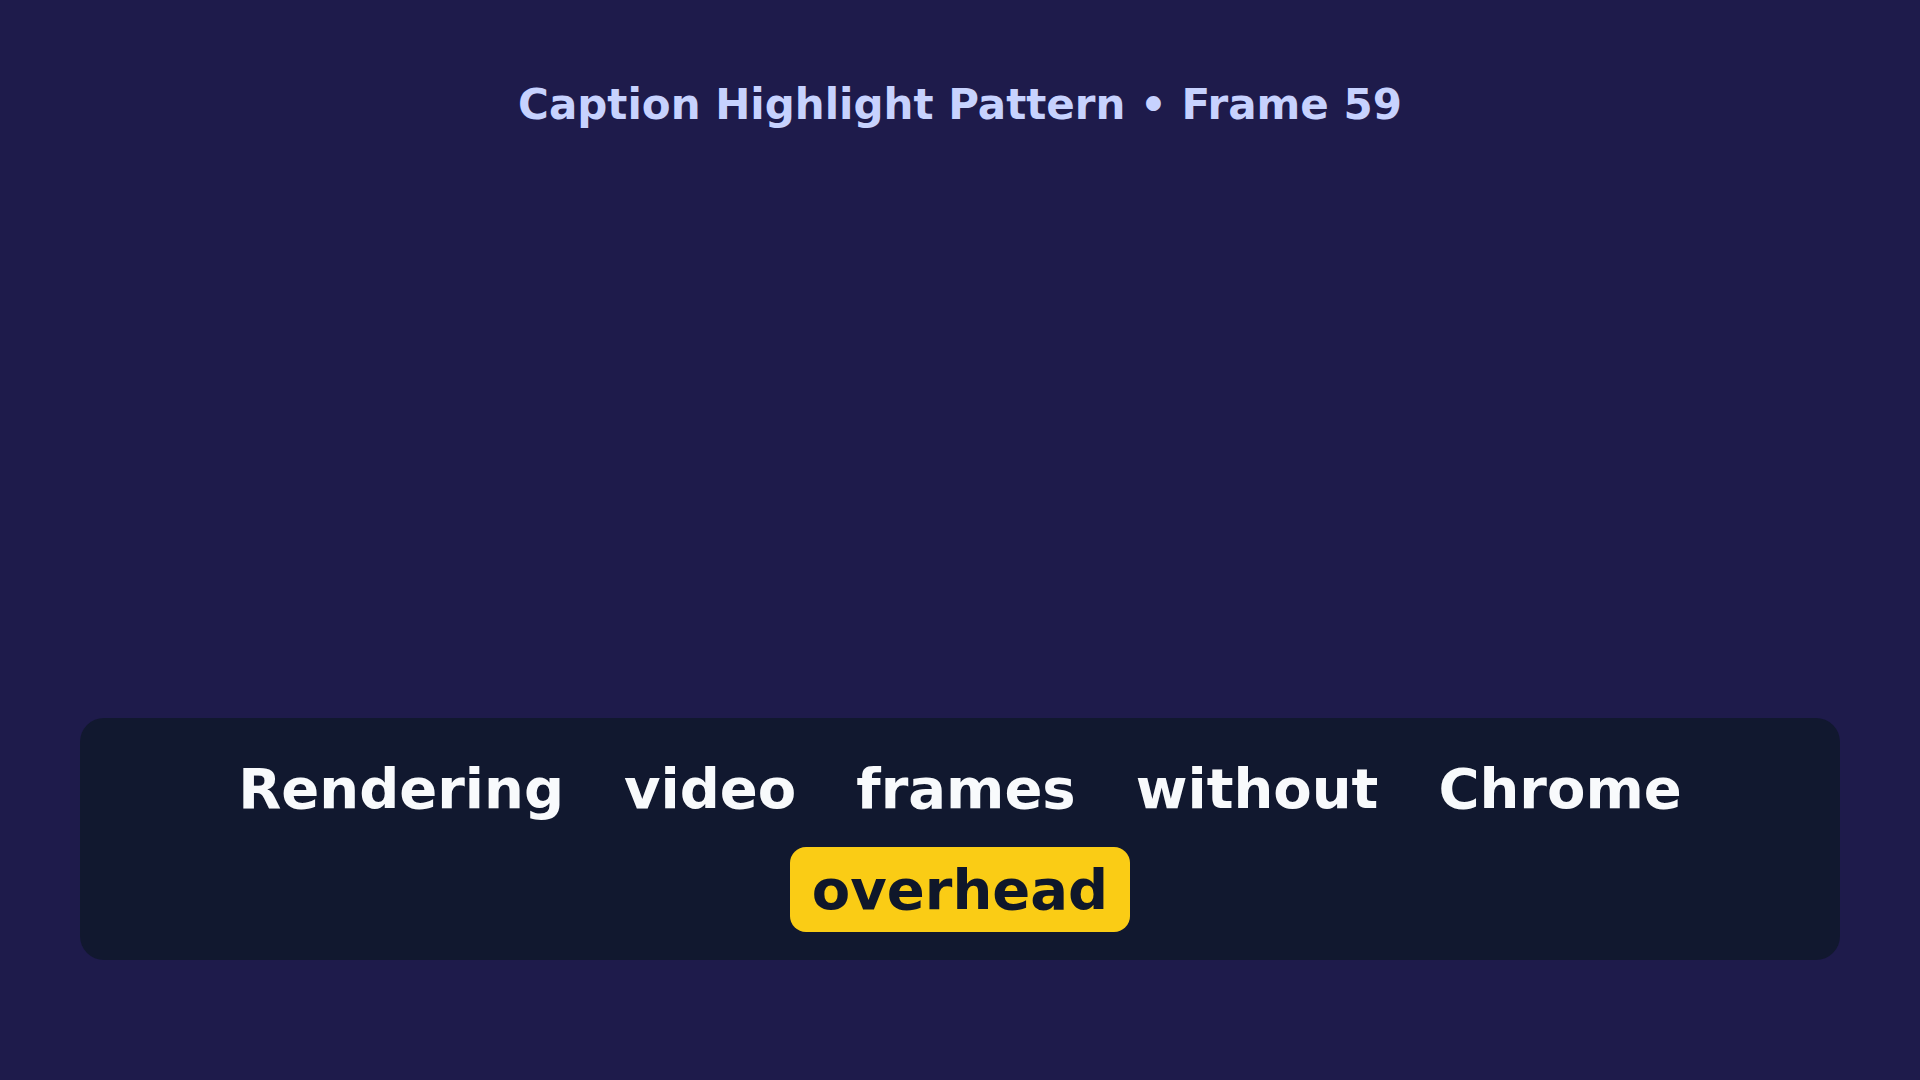 Caption Highlight Pattern • Frame 59
Rendering video frames without Chrome
overhead